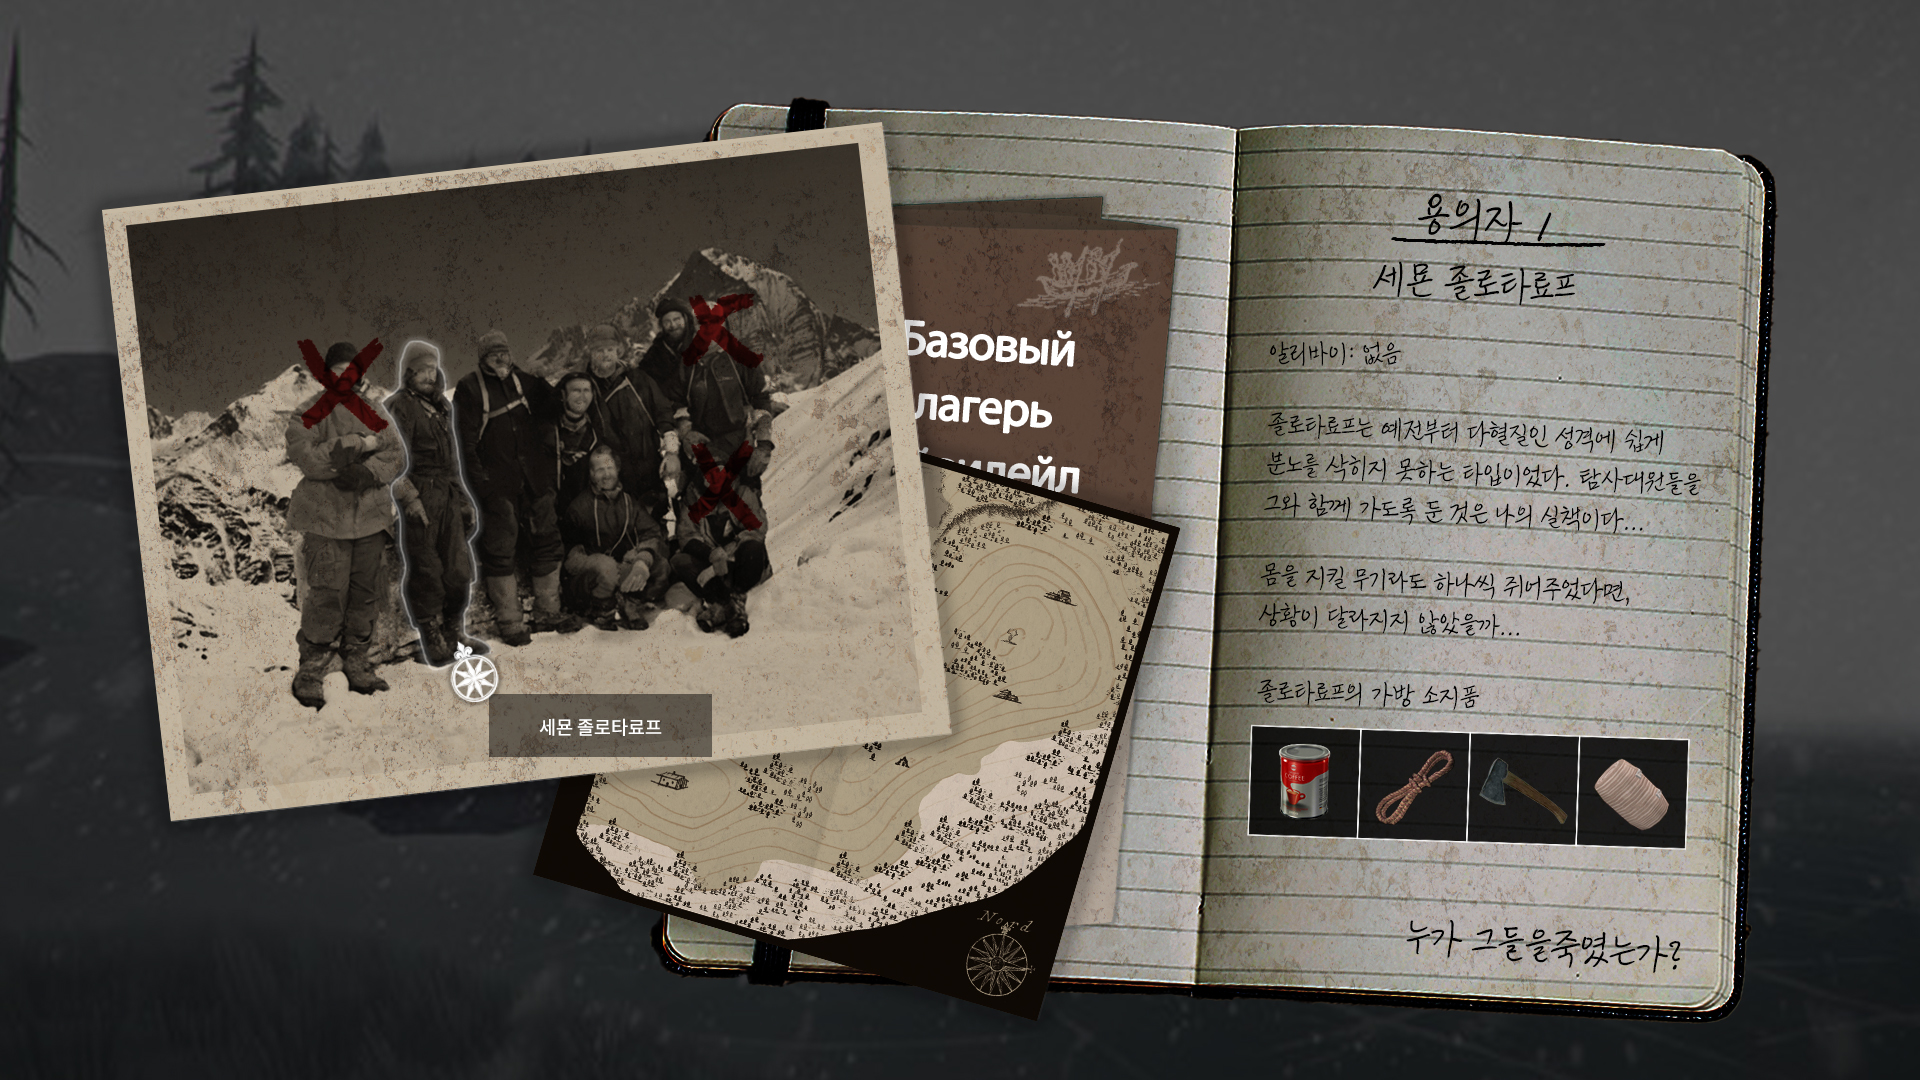 세묜 졸로타료프
Базовый
лагерь
Nord
용의자 1
세묜 졸로타료프
알리바이: 없음
졸로타료프는 예전부터 다혈질인 성격에 쉽게
분노를 삭히지 못하는 타입이었다. 탐사대원들을
그와 함께 가도록 둔 것은 나의 실책이다...
몸을 지킬 무기라도 하나씩 쥐어주었다면,
상황이 달라지지 않았을까...
졸로타료프의 가방 소지품
COFFEE
누가 그들을죽였는가?